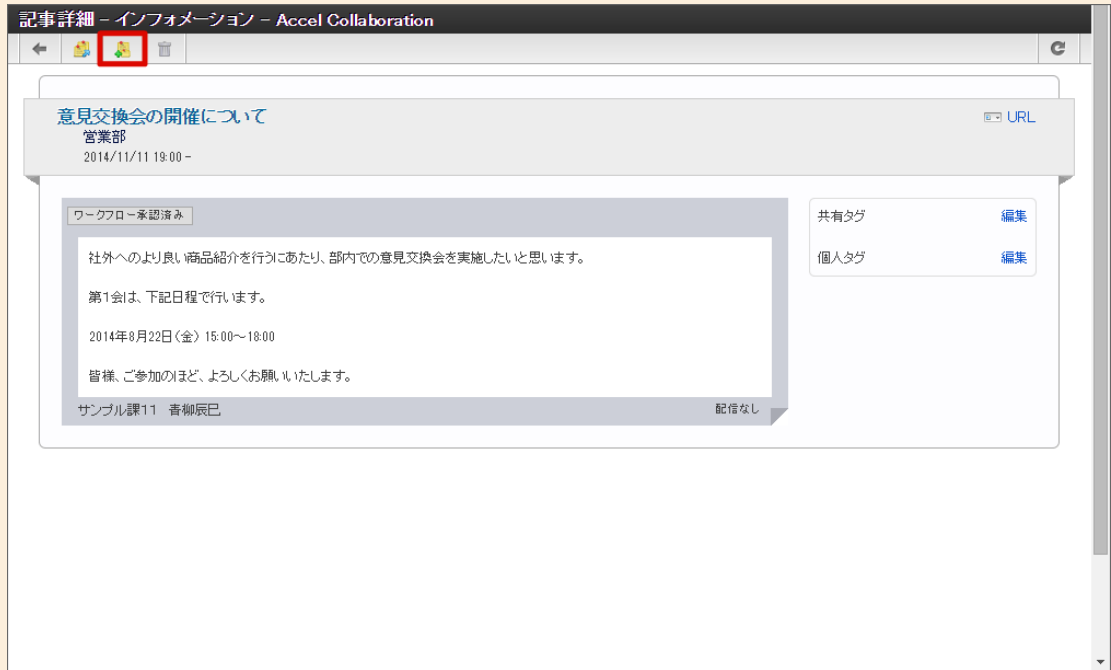 記事詳細 - インフォメーション - Accel Collaboration
意見交換会の開催について
URL
営業部
2014/11/11 19:00 -
ワークフロー承認済み
社外へのより良い商品紹介を行うにあたり、部内での意見交換会を実施したいと思います。
第1会は、下記日程で行います。
2014年8月22日（金） 15:00～18:00
皆様、ご参加のほど、よろしくお願いいたします。
サンプル課11 青柳辰巳
配信なし
共有タグ 編集
個人タグ 編集